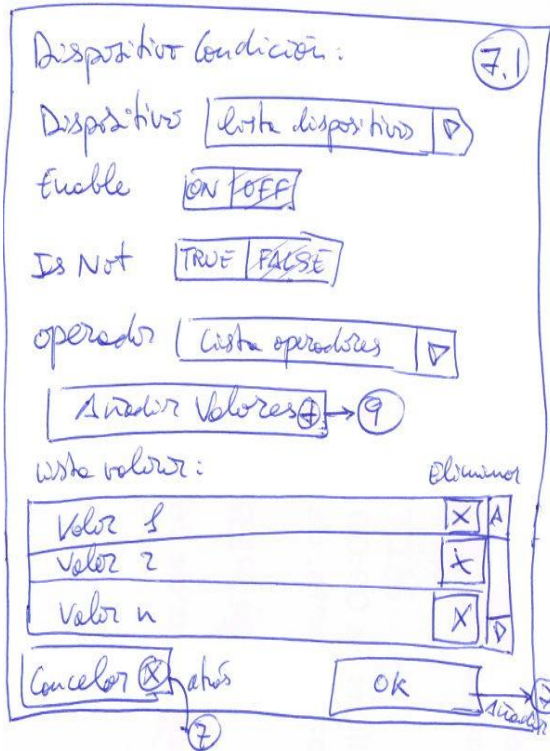 Dispositivo Condición: 7.1
Dispositivo Lista dispositivos
Enable ON OFF
Is Not TRUE FALSE
operador Lista operadores
Añadir Valores + → 9
Lista valores: Eliminar
Valor 1 X
Valor 2 X
Valor n X
Cancelar X atrás OK
7 Añadir 7